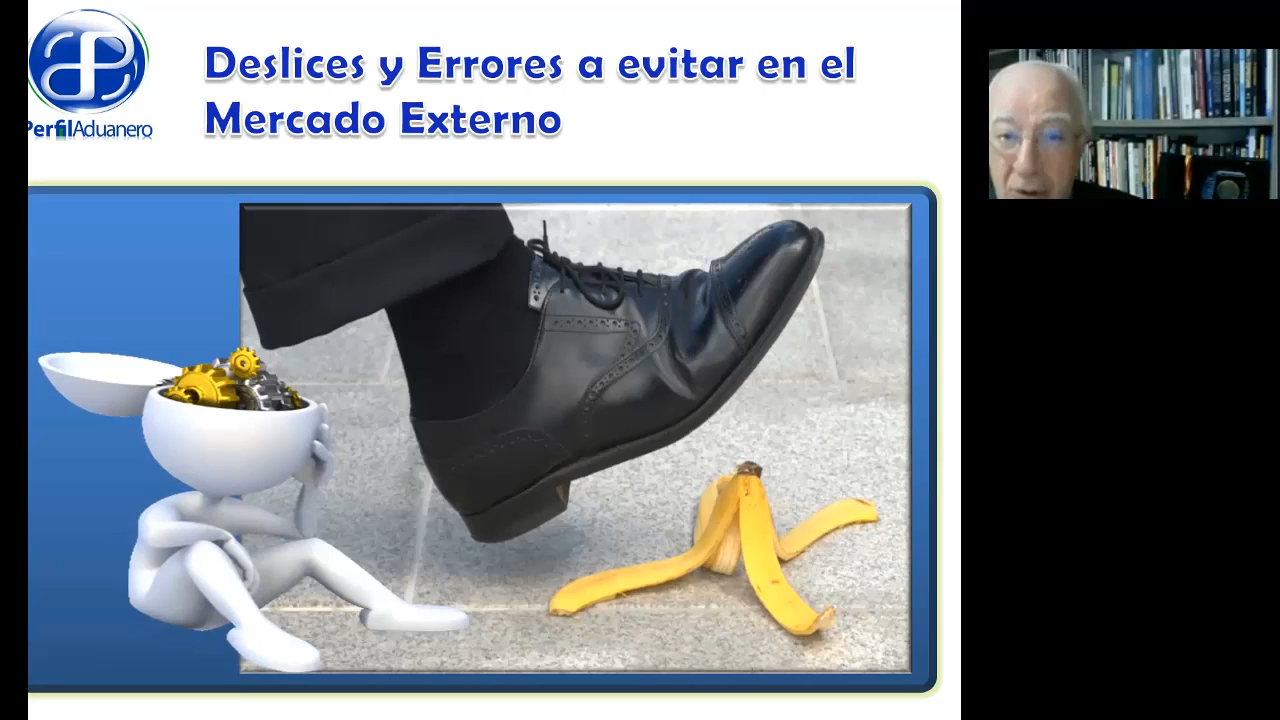 Deslices y Errores a evitar en el
Mercado Externo
PerfilAduanero